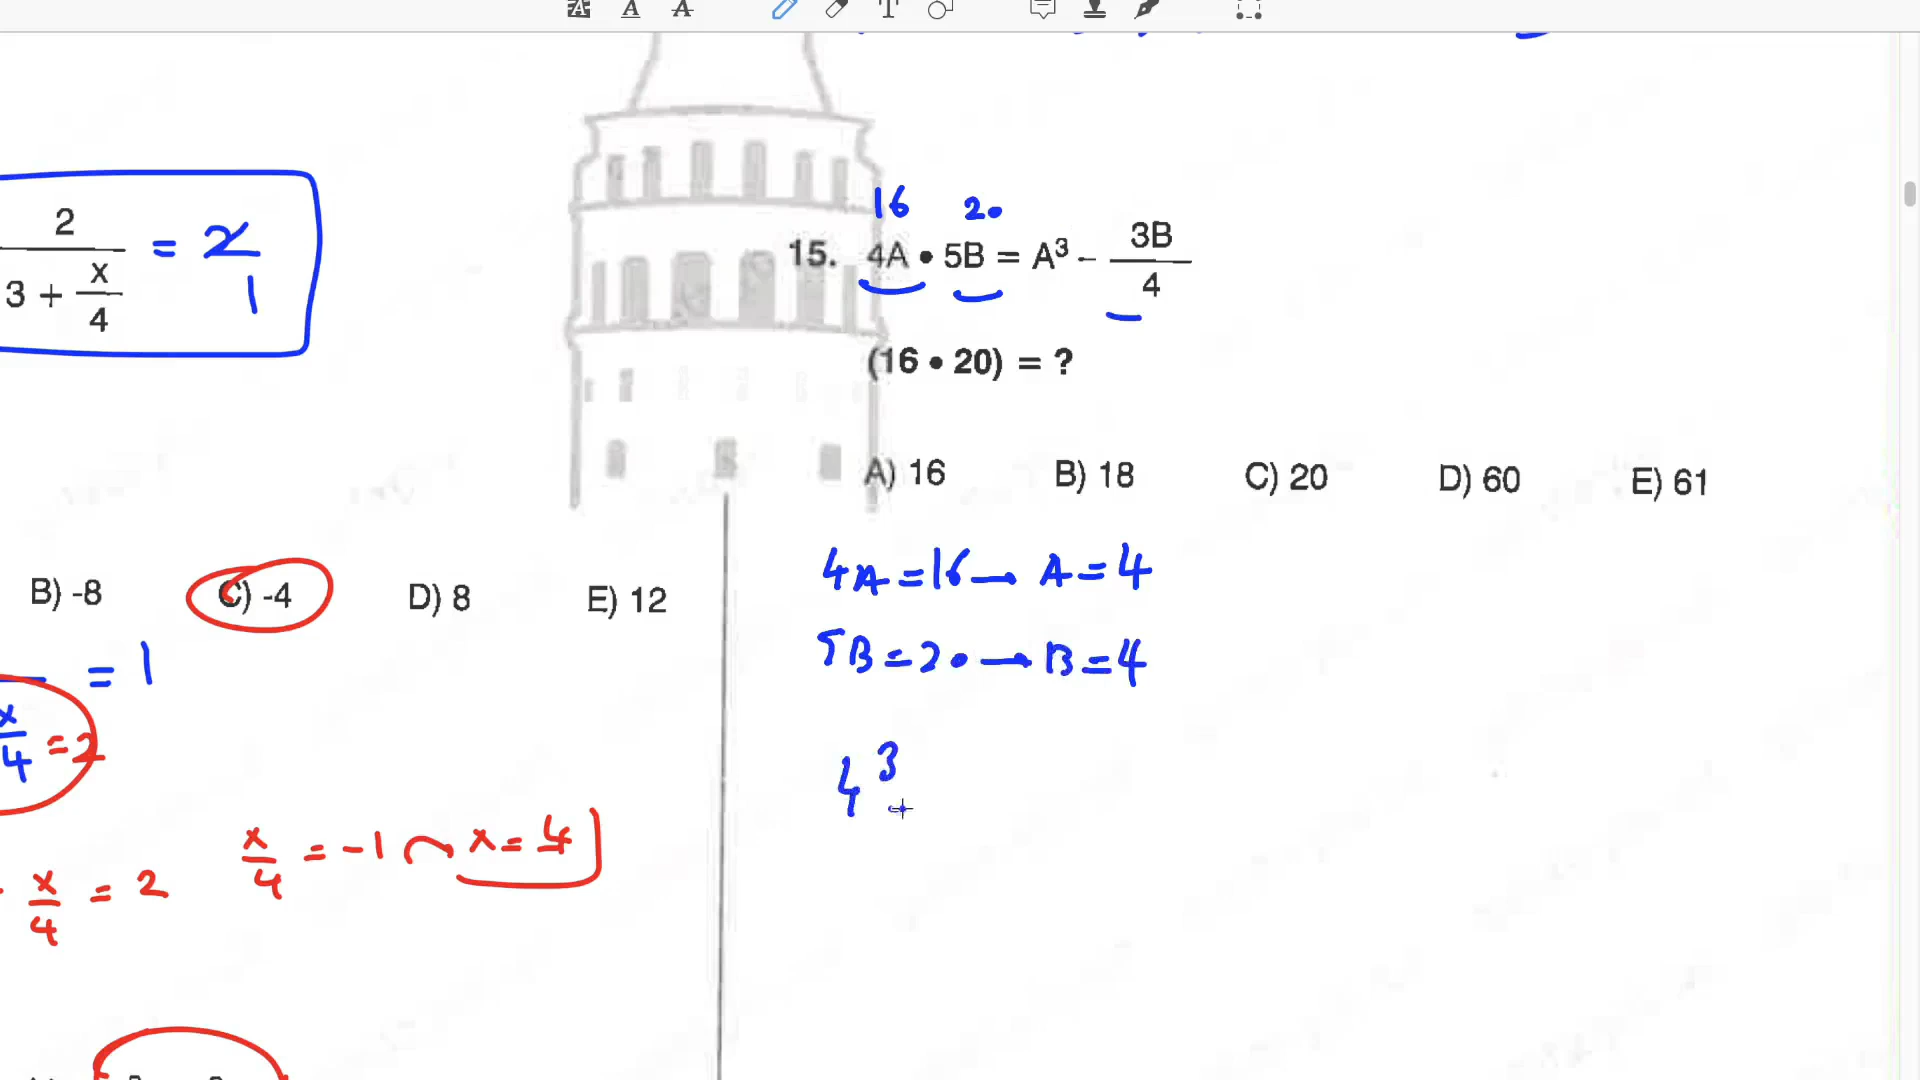 2
3 + x/4 = 2/1
B) -8 C) -4 D) 8 E) 12
= 1
x/4 = 2
x/4 = 2
x/4 = -1 x = 4
16 20
15. 4A • 5B = A³ - 3B/4
(16 • 20) = ?
A) 16 B) 18 C) 20 D) 60 E) 61
4A = 16 → A = 4
5B = 20 → B = 4
4³